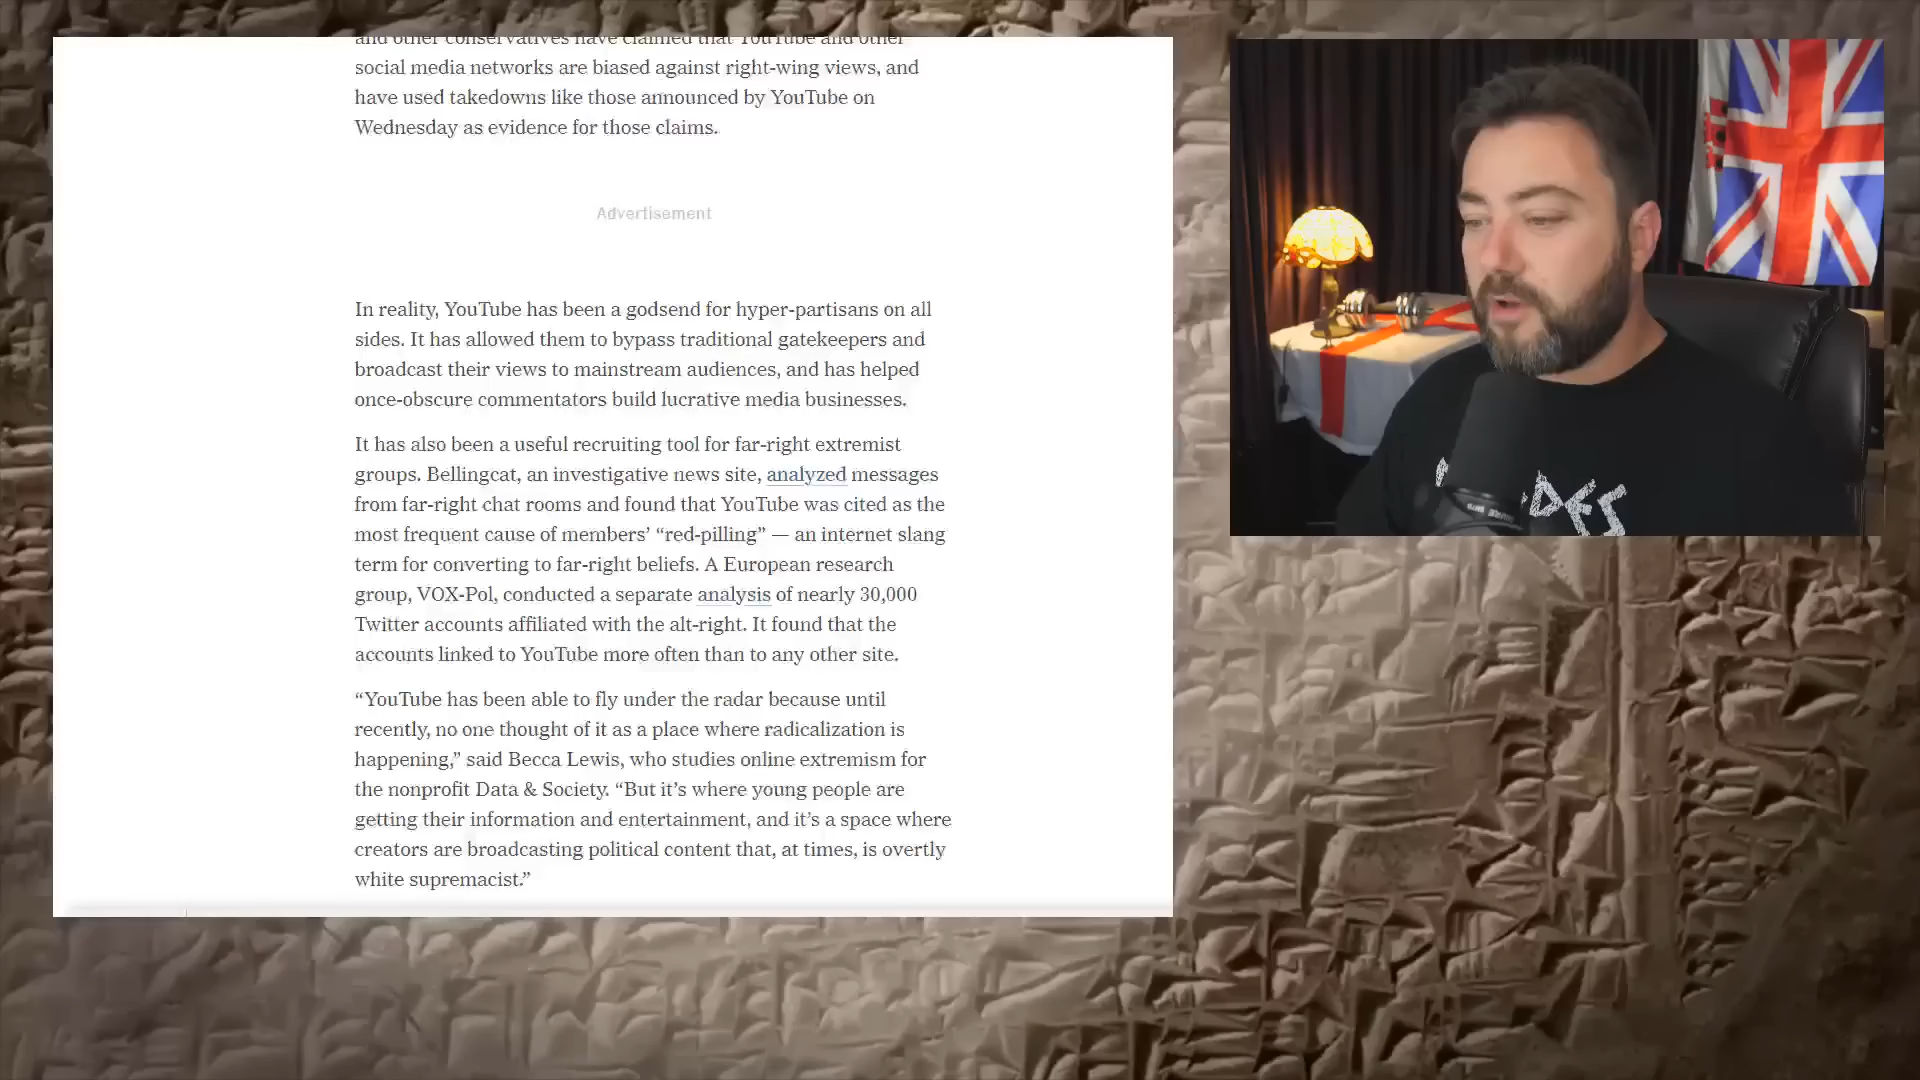 and other conservatives have claimed that YouTube and other
social media networks are biased against right-wing views, and
have used takedowns like those announced by YouTube on
Wednesday as evidence for those claims.
Advertisement
In reality, YouTube has been a godsend for hyper-partisans on all
sides. It has allowed them to bypass traditional gatekeepers and
broadcast their views to mainstream audiences, and has helped
once-obscure commentators build lucrative media businesses.
It has also been a useful recruiting tool for far-right extremist
groups. Bellingcat, an investigative news site, analyzed messages
from far-right chat rooms and found that YouTube was cited as the
most frequent cause of members’ “red-pilling” — an internet slang
term for converting to far-right beliefs. A European research
group, VOX-Pol, conducted a separate analysis of nearly 30,000
Twitter accounts affiliated with the alt-right. It found that the
accounts linked to YouTube more often than to any other site.
“YouTube has been able to fly under the radar because until
recently, no one thought of it as a place where radicalization is
happening,” said Becca Lewis, who studies online extremism for
the nonprofit Data & Society. “But it’s where young people are
getting their information and entertainment, and it’s a space where
creators are broadcasting political content that, at times, is overtly
white supremacist.”